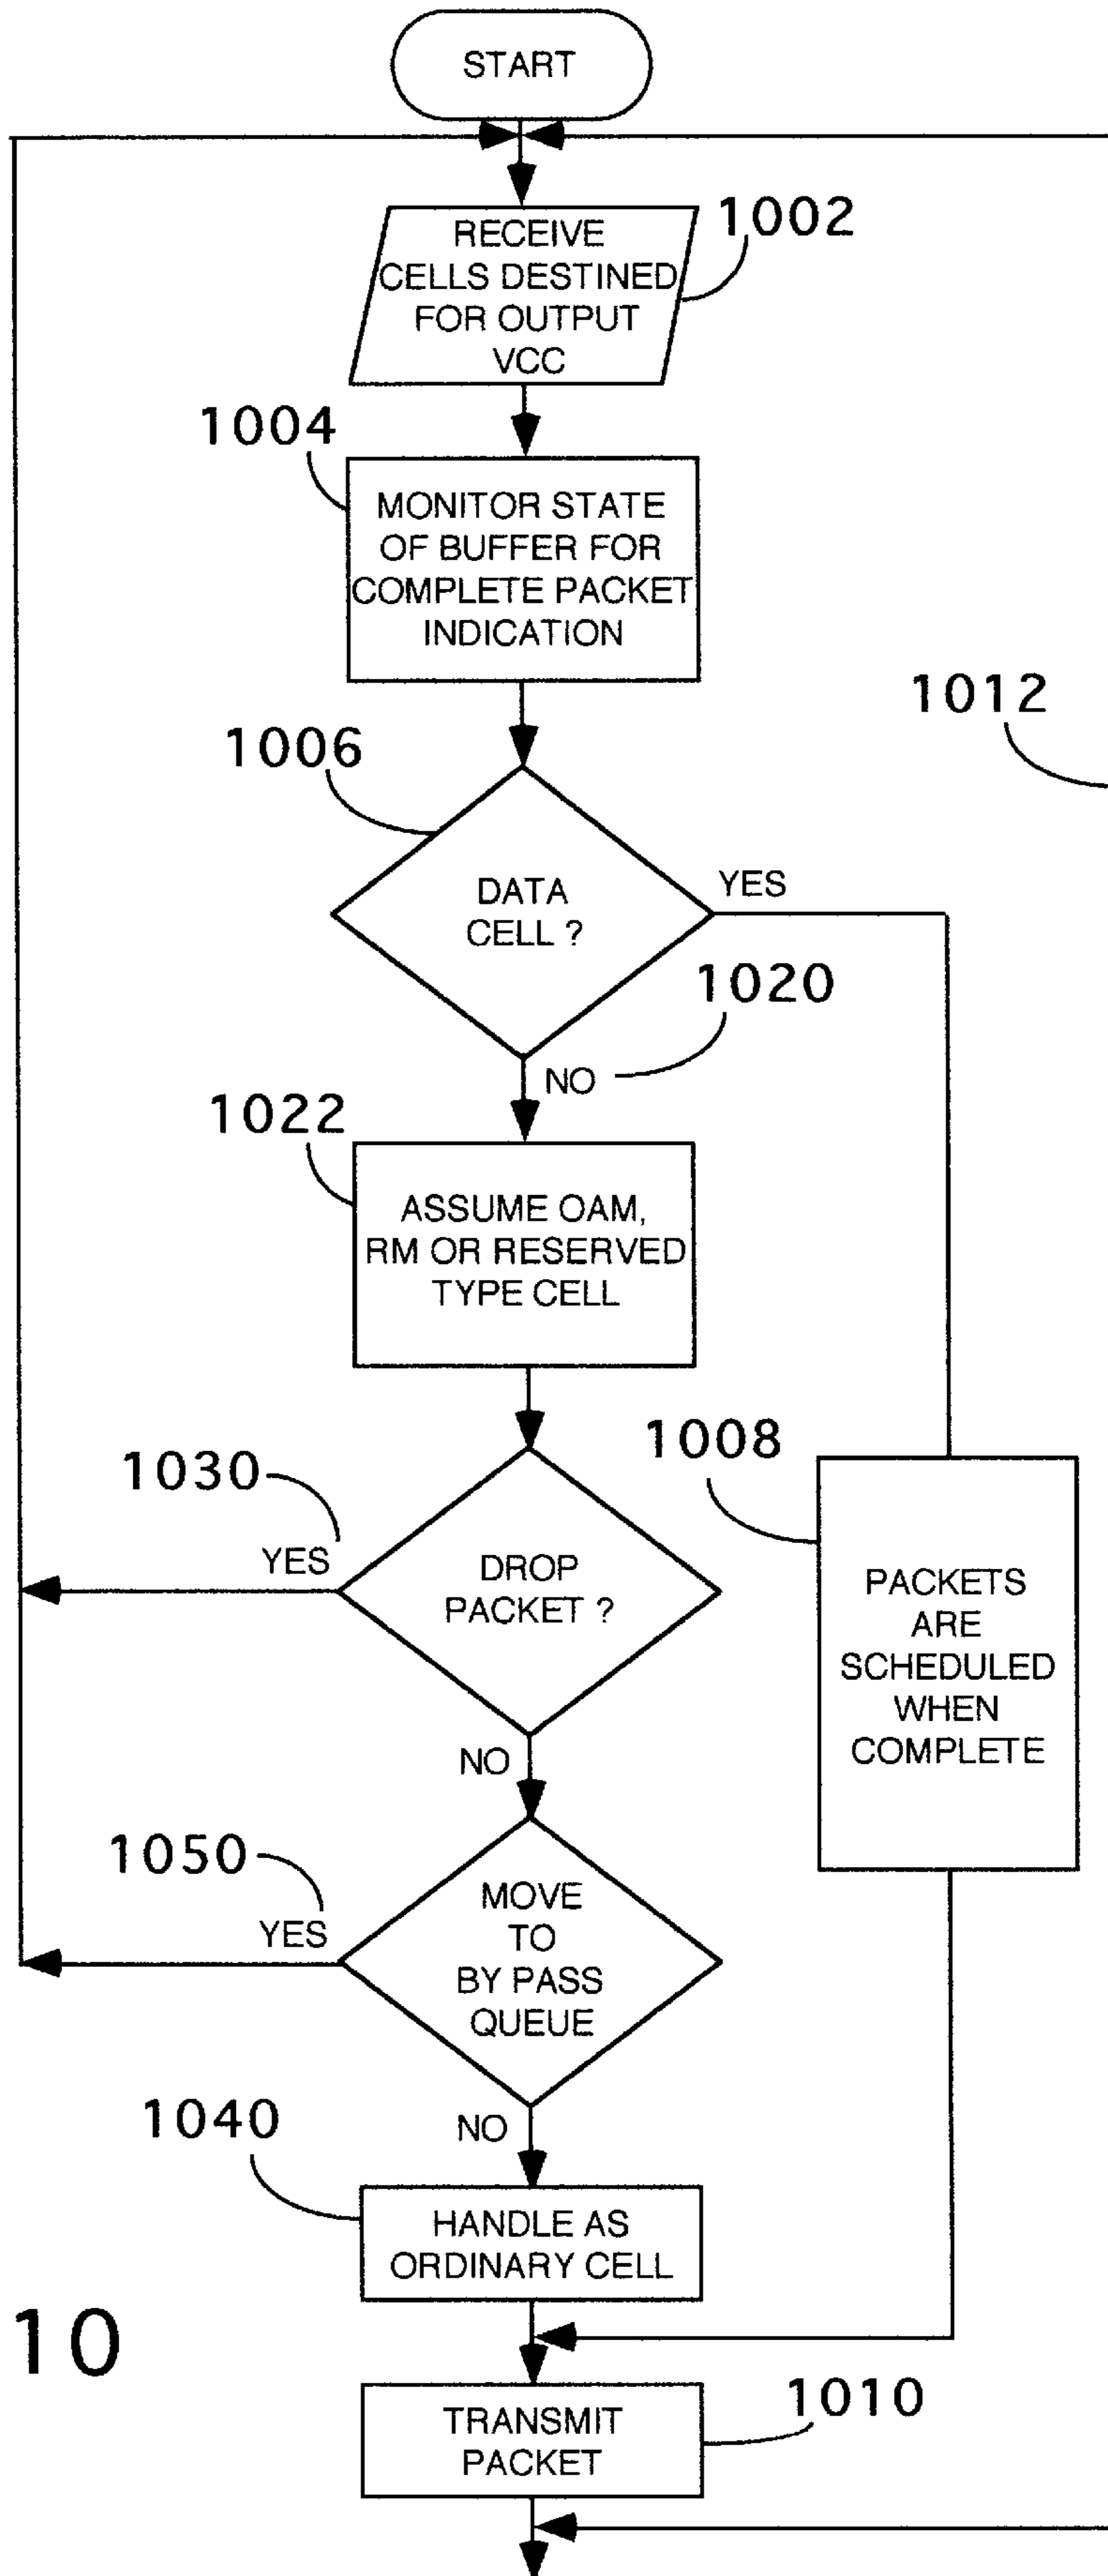 START
RECEIVE
CELLS DESTINED
FOR OUTPUT
VCC
1002
1004
MONITOR STATE
OF BUFFER FOR
COMPLETE PACKET
INDICATION
1012
1006
DATA
CELL ?
YES
1020
NO
1022
ASSUME OAM,
RM OR RESERVED
TYPE CELL
1008
1030
YES
DROP
PACKET ?
PACKETS
ARE
SCHEDULED
WHEN
COMPLETE
NO
1050
YES
MOVE
TO
BY PASS
QUEUE
NO
1040
HANDLE AS
ORDINARY CELL
10
1010
TRANSMIT
PACKET